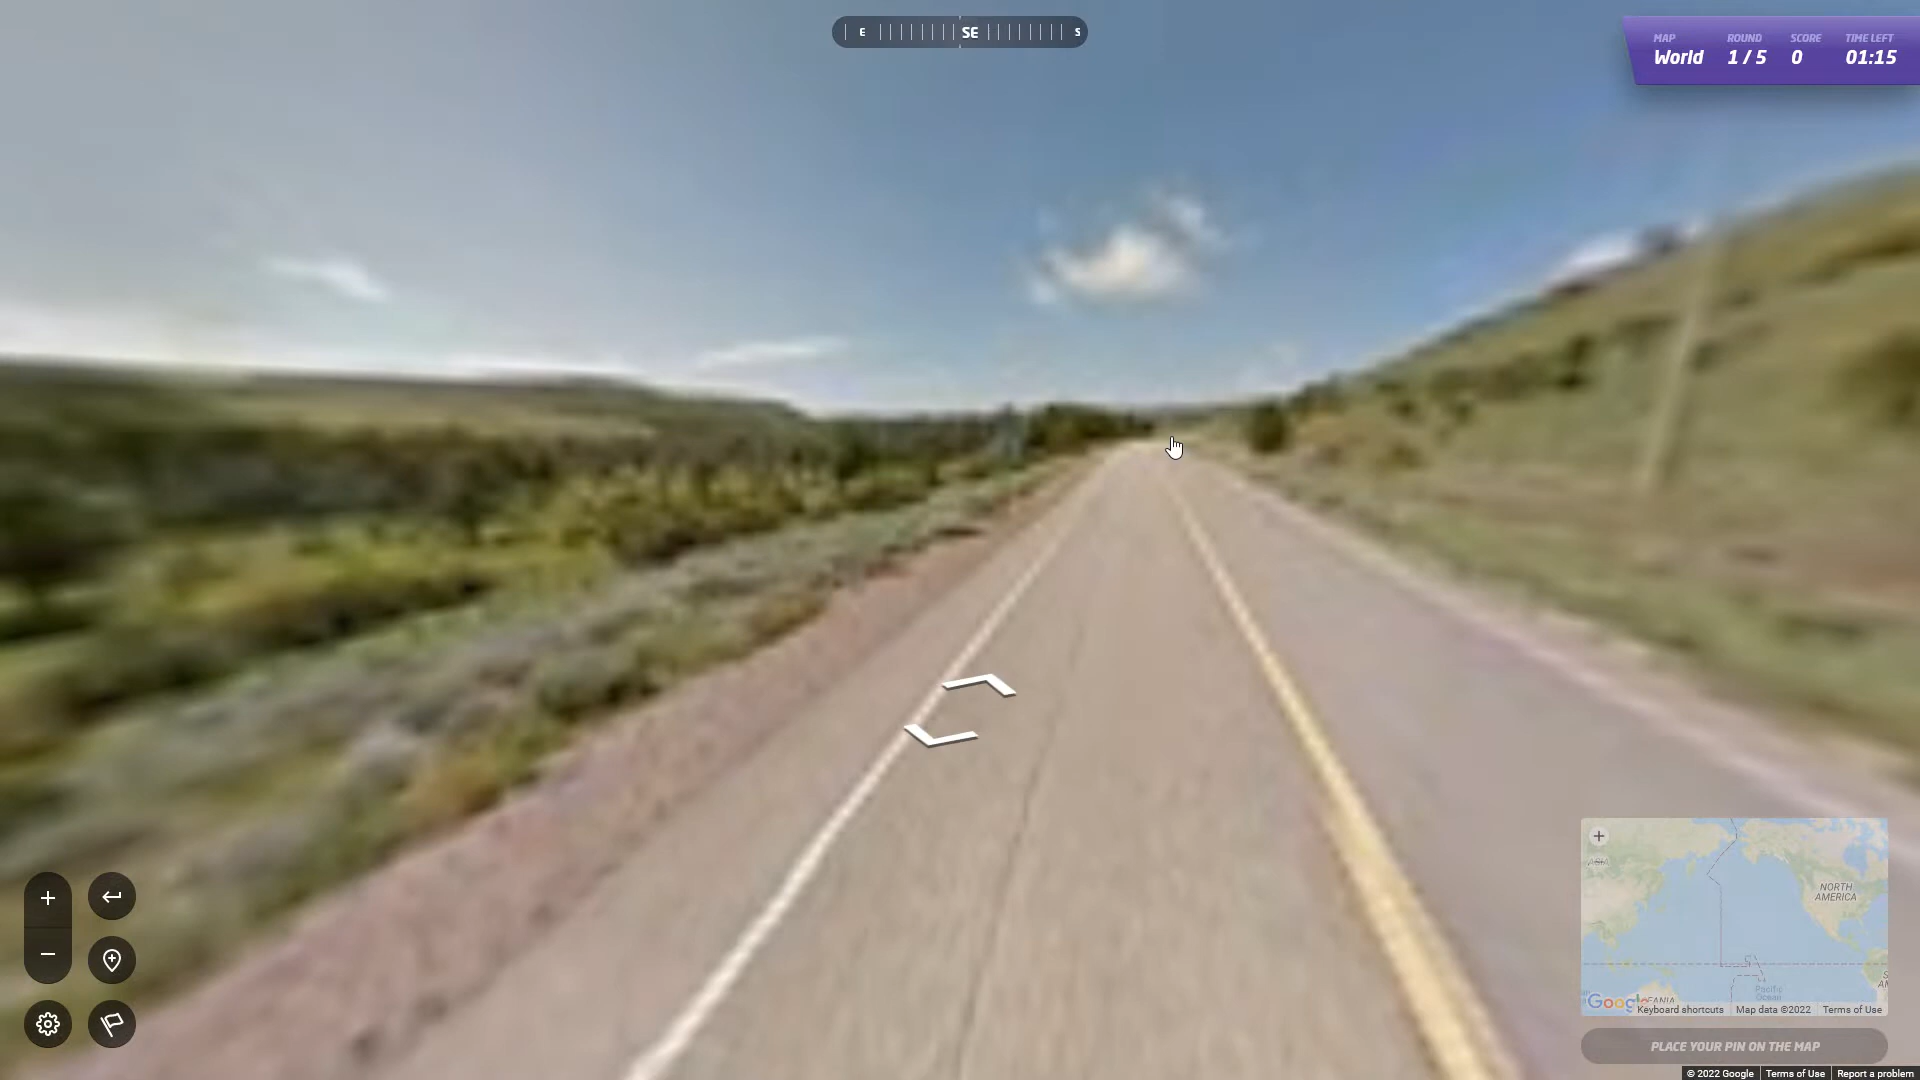 E SE S
MAP ROUND SCORE TIME LEFT
World 1 / 5 0 01:15
NORTH
AMERICA
ASIA
Pacific
Ocean
Google
Keyboard shortcuts Map data ©2022 Terms of Use
PLACE YOUR PIN ON THE MAP
© 2022 Google Terms of Use Report a problem